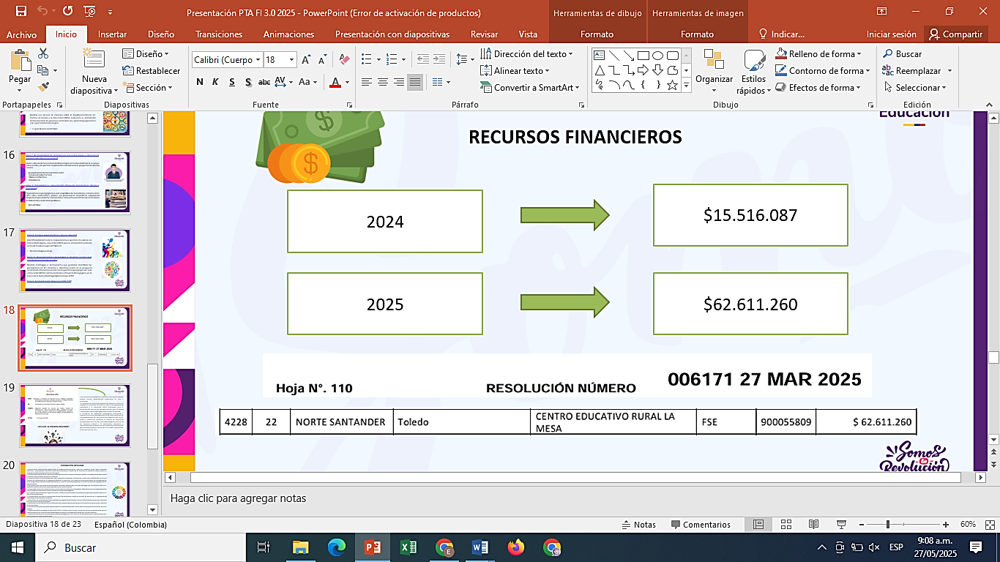 Presentación PTA FI 3.0 2025 - PowerPoint (Error de activación de productos)
Herramientas de dibujo
Herramientas de imagen
Archivo
Inicio
Insertar
Diseño
Transiciones
Animaciones
Presentación con diapositivas
Revisar
Vista
Formato
Formato
Indicar...
Iniciar sesión
Compartir
Pegar
Nueva
diapositiva
Diseño
Restablecer
Sección
Calibri (Cuerpo
18
N K S S abc AV Aa A
Dirección del texto
Alinear texto
Convertir a SmartArt
Organizar
Estilos
rápidos
Relleno de forma
Contorno de forma
Efectos de forma
Buscar
Reemplazar
Seleccionar
Portapapeles
Diapositivas
Fuente
Párrafo
Dibujo
Edición
16
17
18
19
20
Educación
RECURSOS FINANCIEROS
2024
$15.516.087
2025
$62.611.260
Hoja N°. 110
RESOLUCIÓN NÚMERO
006171 27 MAR 2025
4223
22
NORTE SANTANDER
Toledo
CENTRO EDUCATIVO RURAL LA
MESA
FSE
900055809
$ 62.611.260
Somos
la
Revolución
Haga clic para agregar notas
Diapositiva 18 de 23
Español (Colombia)
Notas
Comentarios
60%
Buscar
ESP
9:08 a.m.
27/05/2025